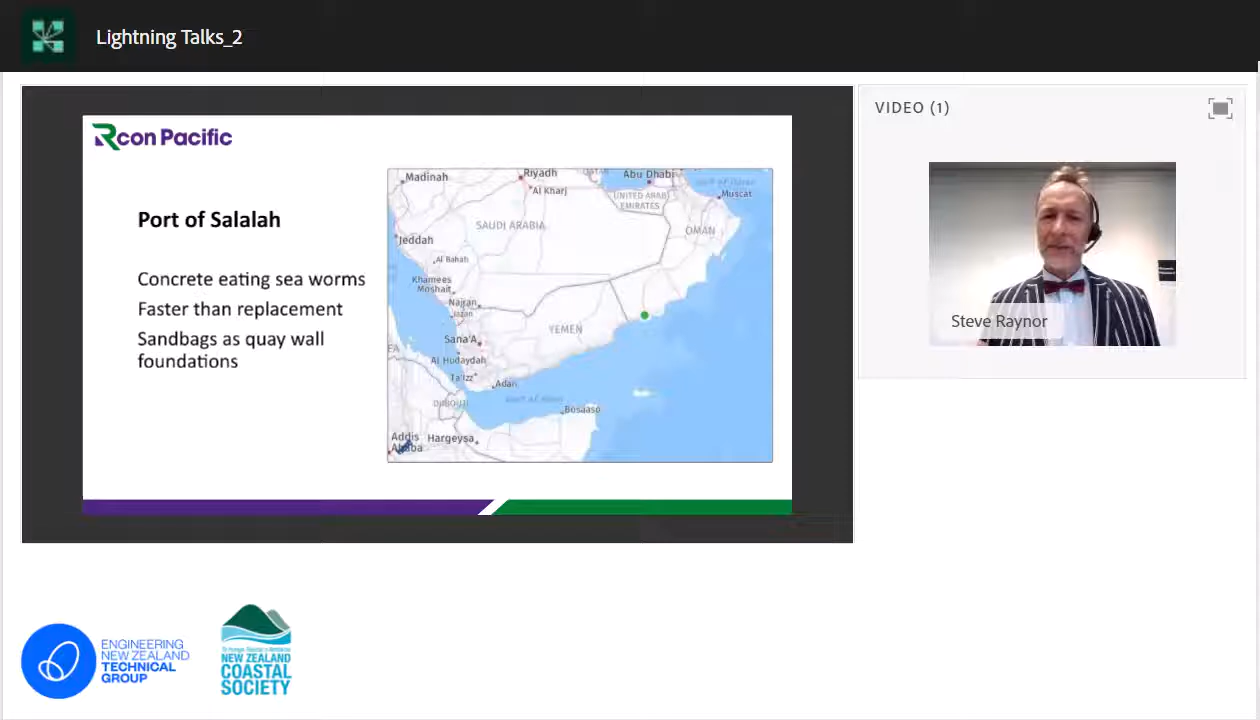 Lightning Talks_2
Rcon Pacific
Port of Salalah
Concrete eating sea worms
Faster than replacement
Sandbags as quay wall
foundations
Madinah
Riyadh
Al Kharj
Abu Dhabi
Muscat
UNITED ARAB
EMIRATES
SAUDI ARABIA
OMAN
Jeddah
Al Bahah
Khamees
Moshait
Najran
Jazan
YEMEN
Sana'A
Al Hudaydah
Ta'izz
Adan
DJIBOUTI
Bosaaso
Addis
Ababa
Hargeysa
VIDEO (1)
Steve Raynor
ENGINEERING
NEW ZEALAND
TECHNICAL
GROUP
NEW ZEALAND
COASTAL
SOCIETY